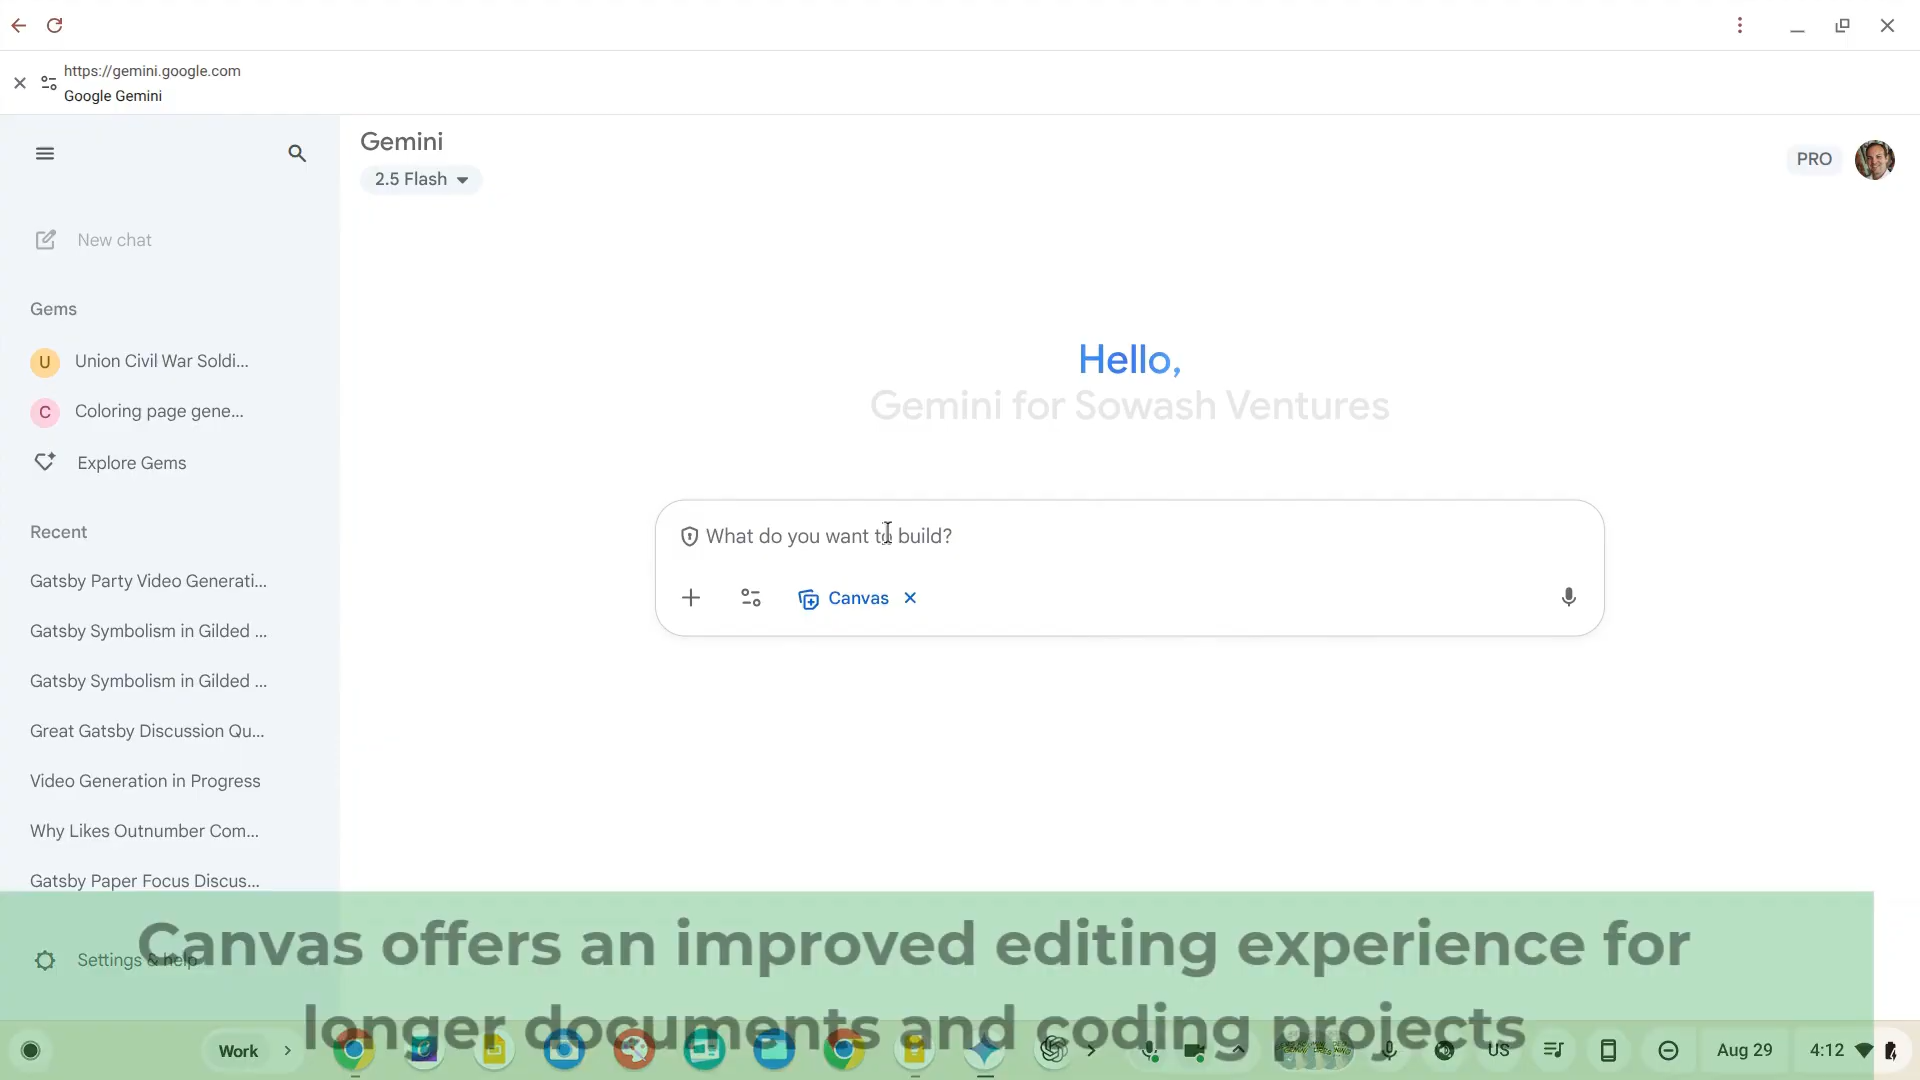 https://gemini.google.com
Google Gemini
Gemini
2.5 Flash
PRO
New chat
Gems
U Union Civil War Soldi...
C Coloring page gene...
Explore Gems
Recent
Gatsby Party Video Generati...
Gatsby Symbolism in Gilded ...
Gatsby Symbolism in Gilded ...
Great Gatsby Discussion Qu...
Video Generation in Progress
Why Likes Outnumber Com...
Gatsby Paper Focus Discus...
Settings & help
Hello,
Gemini for Sowash Ventures
What do you want to build?
Canvas
Canvas offers an improved editing experience for
longer documents and coding projects
Work
US
Aug 29
4:12